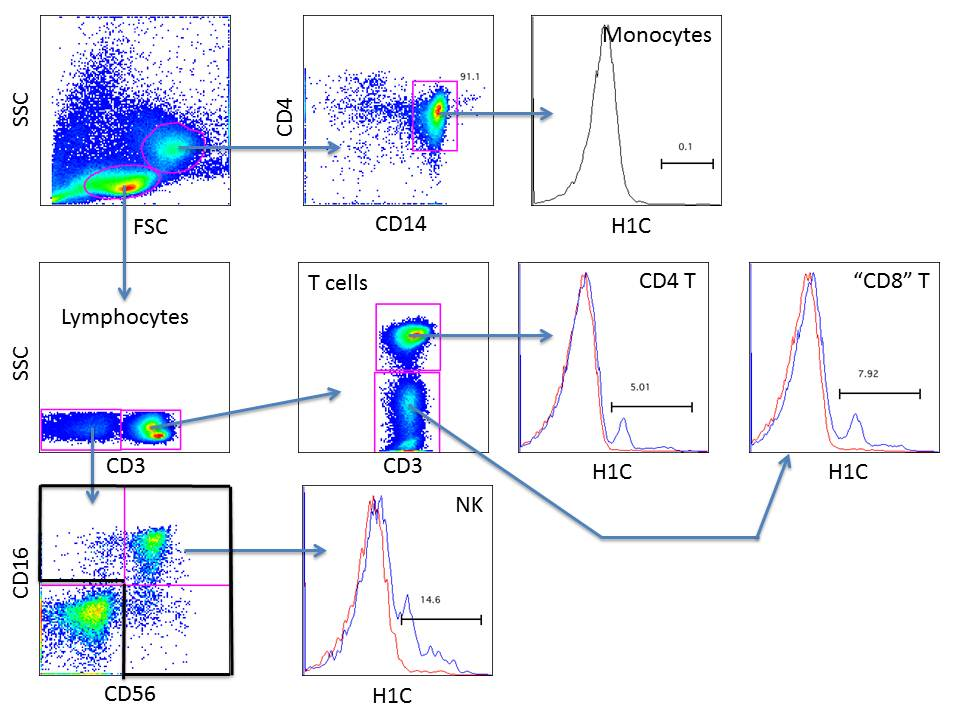 SSC
FSC
CD4
91.1
CD14
Monocytes
0.1
H1C
SSC
Lymphocytes
CD3
T cells
CD3
CD4 T
5.01
H1C
“CD8” T
7.92
H1C
CD16
CD56
NK
14.6
H1C